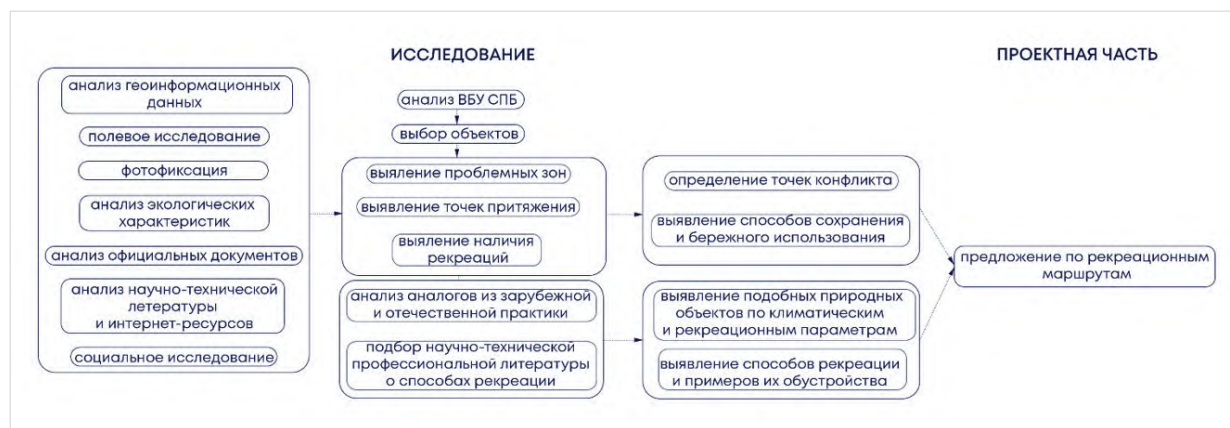 ИССЛЕДОВАНИЕ
ПРОЕКТНАЯ ЧАСТЬ
анализ геоинформационных
данных
полевое исследование
фотофиксация
анализ экологических
характеристик
анализ официальных документов
анализ научно-технической
летературы
и интернет-ресурсов
социальное исследование
анализ ВБУ СПБ
выбор объектов
выяление проблемных зон
выявление точек притяжения
выяление наличия
рекреаций
анализ аналогов из зарубежной
и отечественной практики
подбор научно-технической
профессиональной литературы
о способах рекреации
определение точек конфликта
выявление способов сохранения
и бережного использования
выявление подобных природных
объектов по климатическим
и рекреационным параметрам
выявление способов рекреации
и примеров их обустройства
предложение по рекреационным
маршрутам